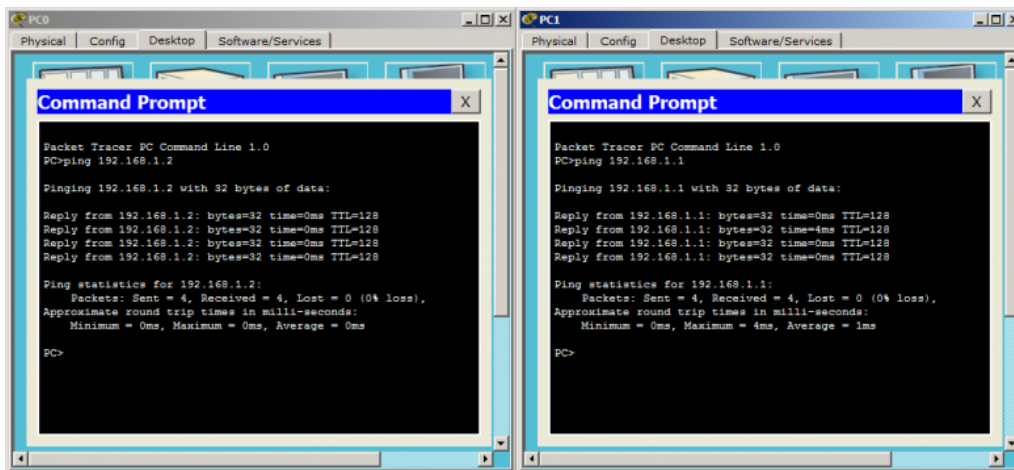 PC0
Physical Config Desktop Software/Services
Command Prompt X
Packet Tracer PC Command Line 1.0
PC>ping 192.168.1.2
Pinging 192.168.1.2 with 32 bytes of data:
Reply from 192.168.1.2: bytes=32 time=0ms TTL=128
Reply from 192.168.1.2: bytes=32 time=0ms TTL=128
Reply from 192.168.1.2: bytes=32 time=0ms TTL=128
Reply from 192.168.1.2: bytes=32 time=0ms TTL=128
Ping statistics for 192.168.1.2:
Packets: Sent = 4, Received = 4, Lost = 0 (0% loss),
Approximate round trip times in milli-seconds:
Minimum = 0ms, Maximum = 0ms, Average = 0ms
PC>
PC1
Physical Config Desktop Software/Services
Command Prompt X
Packet Tracer PC Command Line 1.0
PC>ping 192.168.1.1
Pinging 192.168.1.1 with 32 bytes of data:
Reply from 192.168.1.1: bytes=32 time=0ms TTL=128
Reply from 192.168.1.1: bytes=32 time=4ms TTL=128
Reply from 192.168.1.1: bytes=32 time=0ms TTL=128
Reply from 192.168.1.1: bytes=32 time=0ms TTL=128
Ping statistics for 192.168.1.1:
Packets: Sent = 4, Received = 4, Lost = 0 (0% loss),
Approximate round trip times in milli-seconds:
Minimum = 0ms, Maximum = 4ms, Average = 1ms
PC>